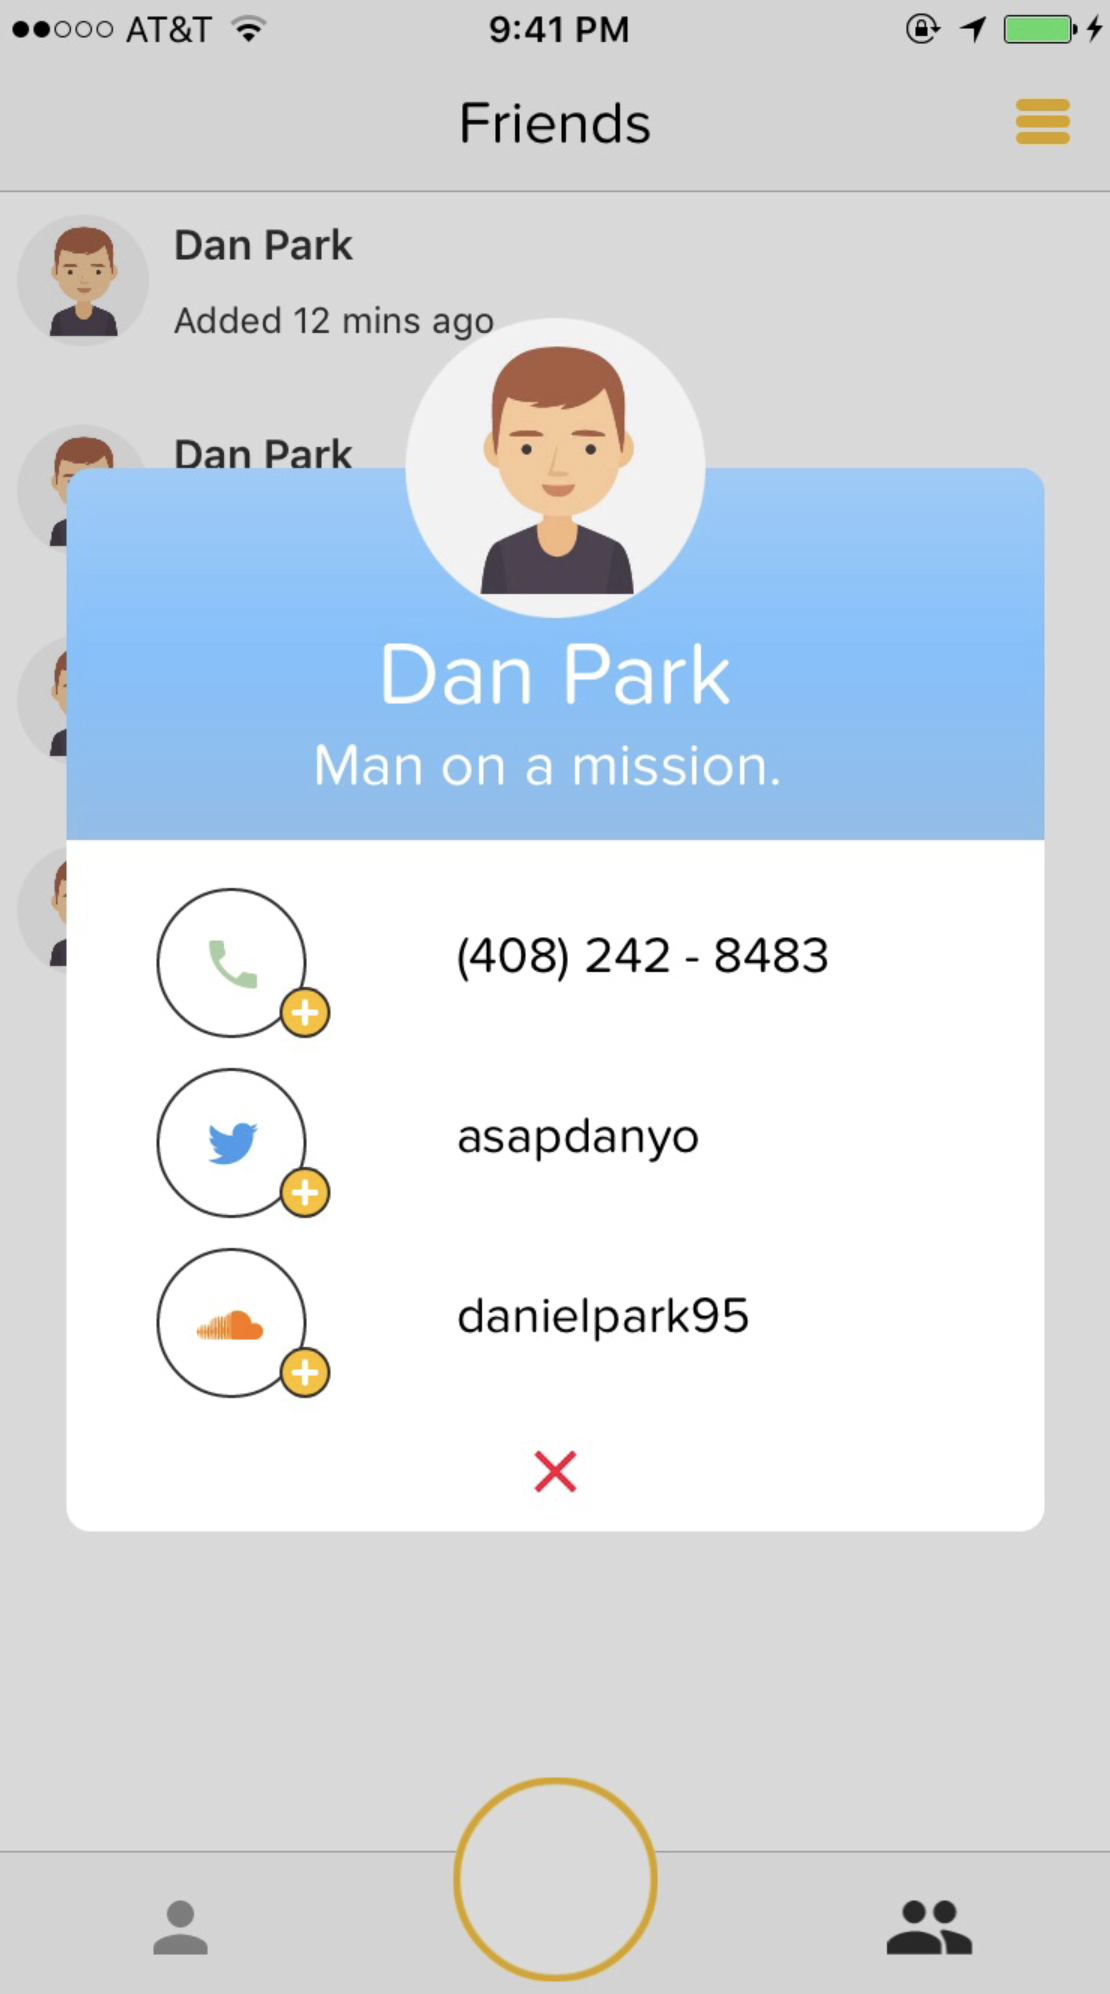 AT&T 9:41 PM
Friends
Dan Park
Added 12 mins ago
Dan Park
Dan Park
Man on a mission.
(408) 242 - 8483
asapdanyo
danielpark95